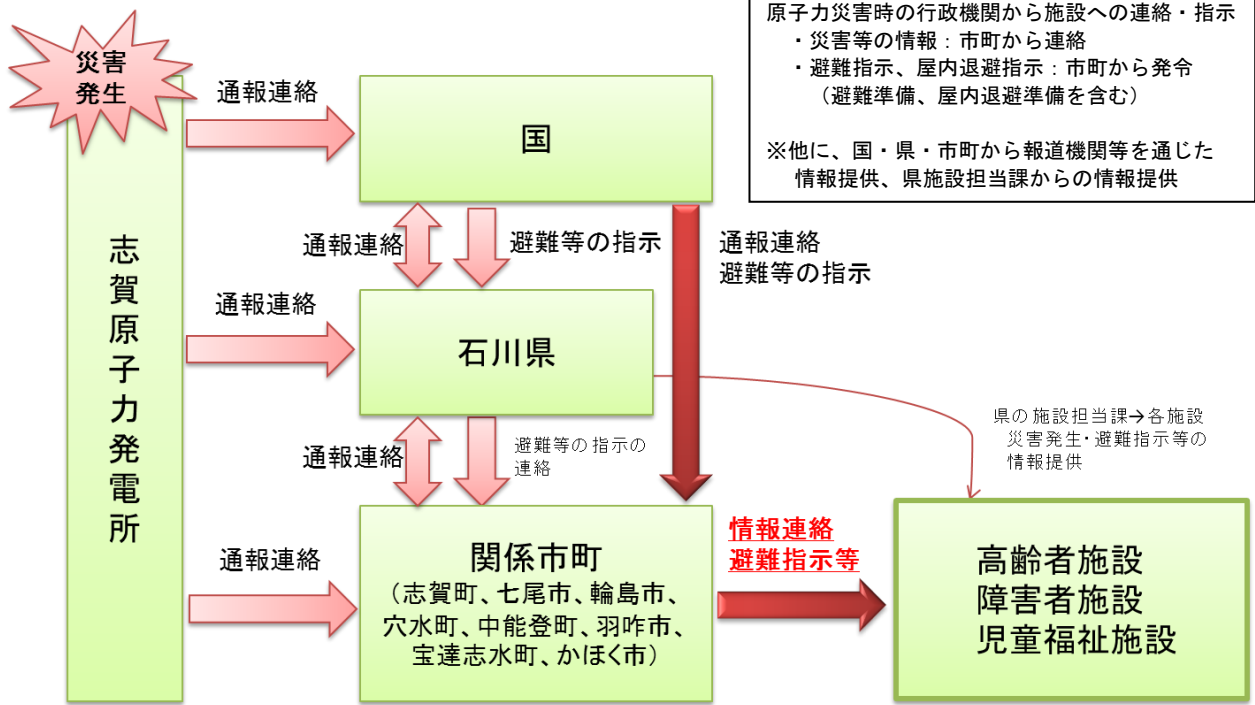 災害
発生
志賀原子力発電所
通報連絡
国
原子力災害時の行政機関から施設への連絡・指示
・災害等の情報：市町から連絡
・避難指示、屋内退避指示：市町から発令
（避難準備、屋内退避準備を含む）
※他に、国・県・市町から報道機関等を通じた
情報提供、県施設担当課からの情報提供
通報連絡
避難等の指示
通報連絡
避難等の指示
通報連絡
石川県
県の施設担当課→各施設
災害発生・避難指示等の
情報提供
通報連絡
避難等の指示の
連絡
通報連絡
関係市町
（志賀町、七尾市、輪島市、
穴水町、中能登町、羽咋市、
宝達志水町、かほく市）
情報連絡
避難指示等
高齢者施設
障害者施設
児童福祉施設